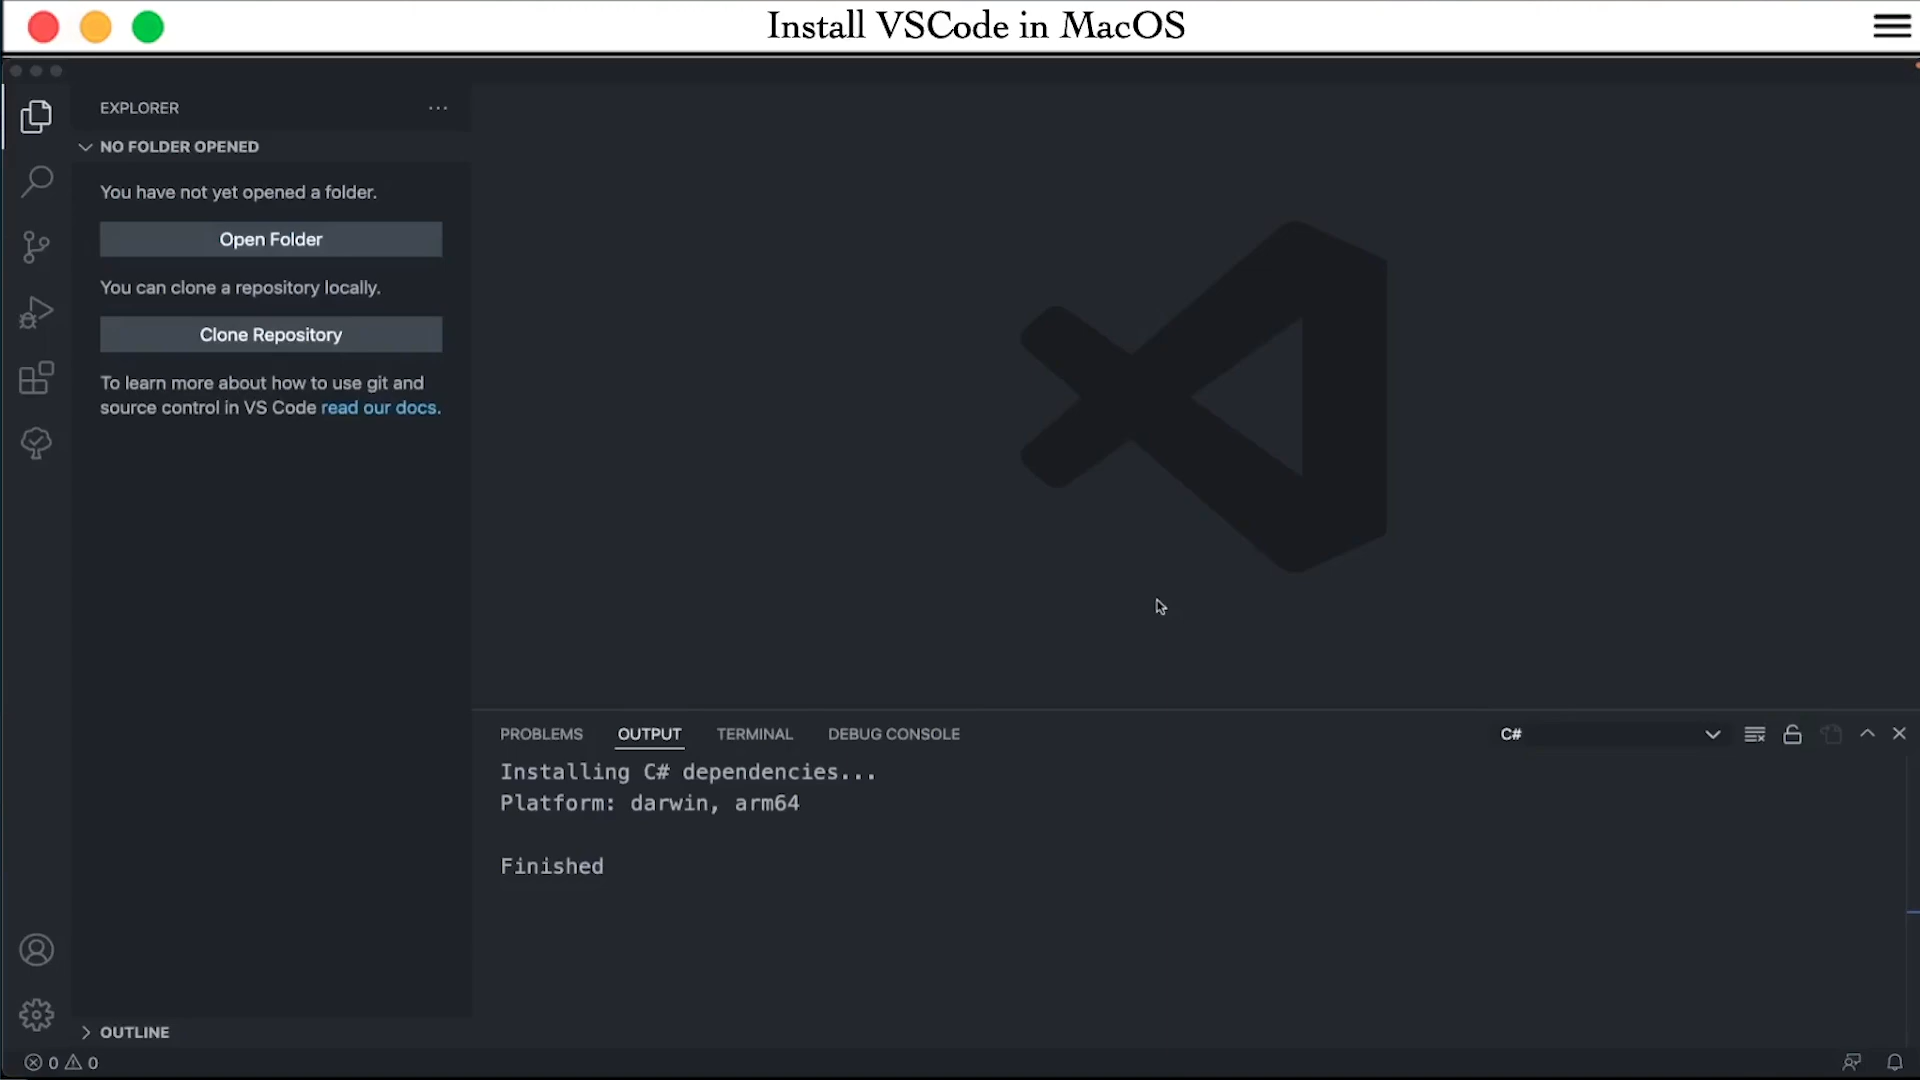 Install VSCode in MacOS
EXPLORER
NO FOLDER OPENED
You have not yet opened a folder.
Open Folder
You can clone a repository locally.
Clone Repository
To learn more about how to use git and
source control in VS Code read our docs.
PROBLEMS OUTPUT TERMINAL DEBUG CONSOLE C#
Installing C# dependencies...
Platform: darwin, arm64
Finished
OUTLINE
0 0